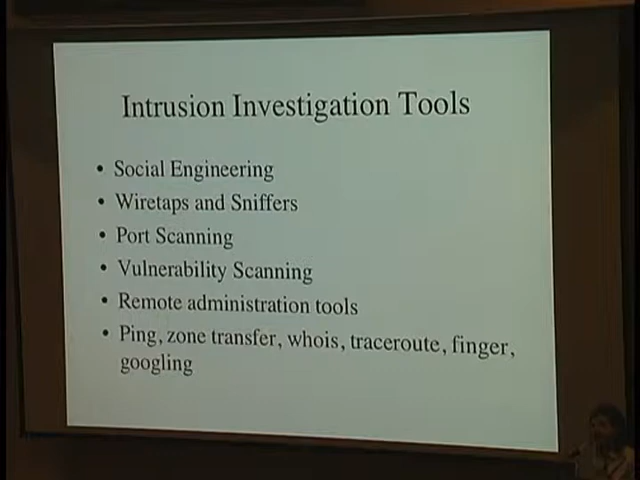 Intrusion Investigation Tools
• Social Engineering
• Wiretaps and Sniffers
• Port Scanning
• Vulnerability Scanning
• Remote administration tools
• Ping, zone transfer, whois, traceroute, finger,
googling